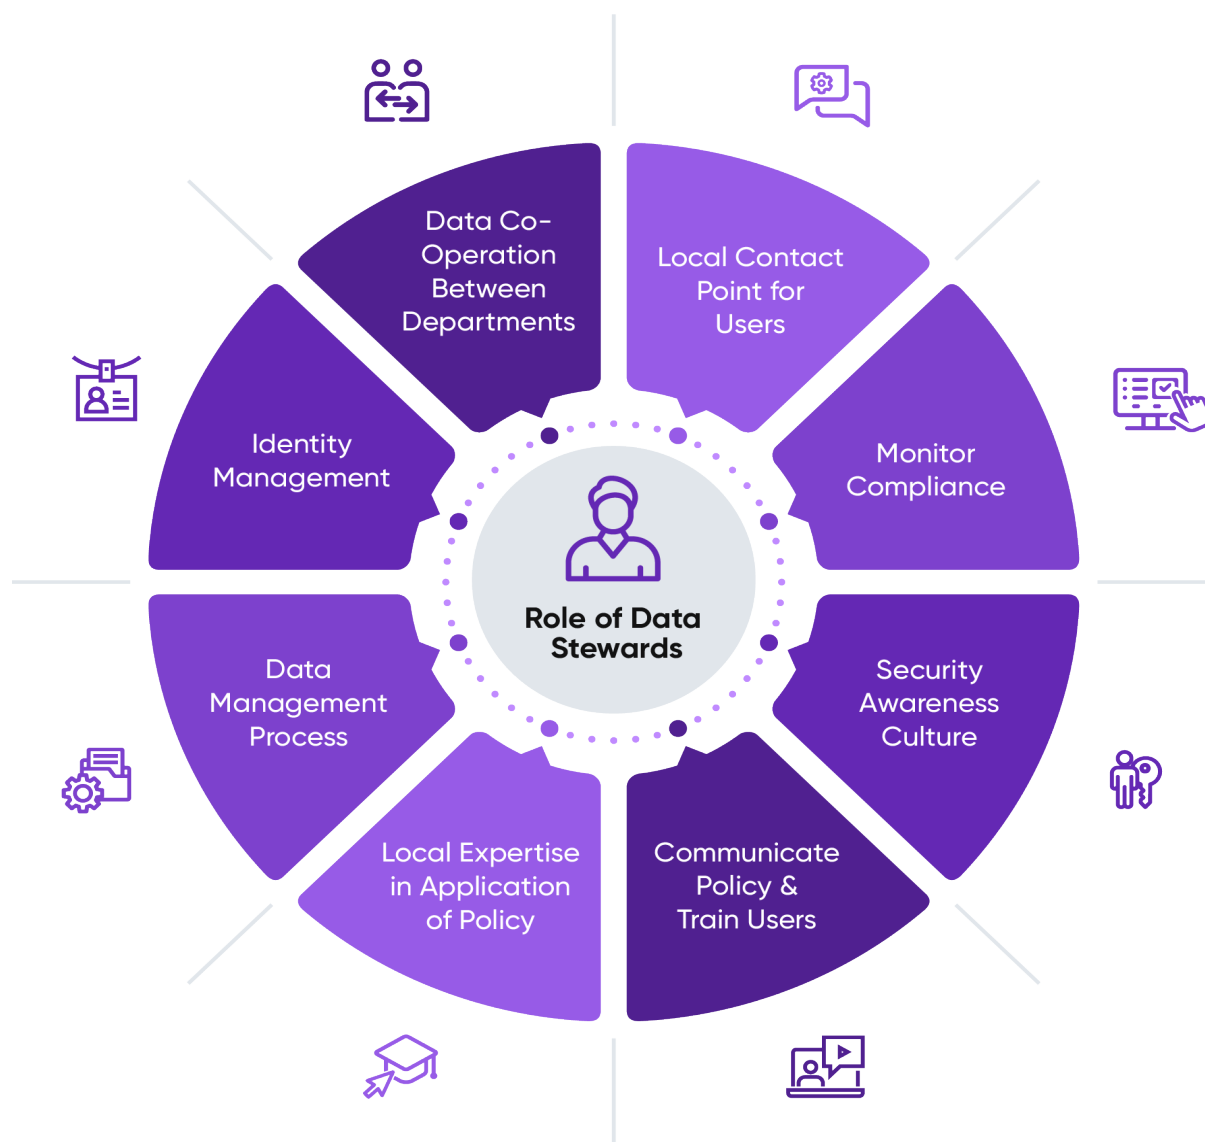 Data Co-
Operation
Between
Departments
Local Contact
Point for
Users
Identity
Management
Monitor
Compliance
Role of Data
Stewards
Data
Management
Process
Security
Awareness
Culture
Local Expertise
in Application
of Policy
Communicate
Policy &
Train Users